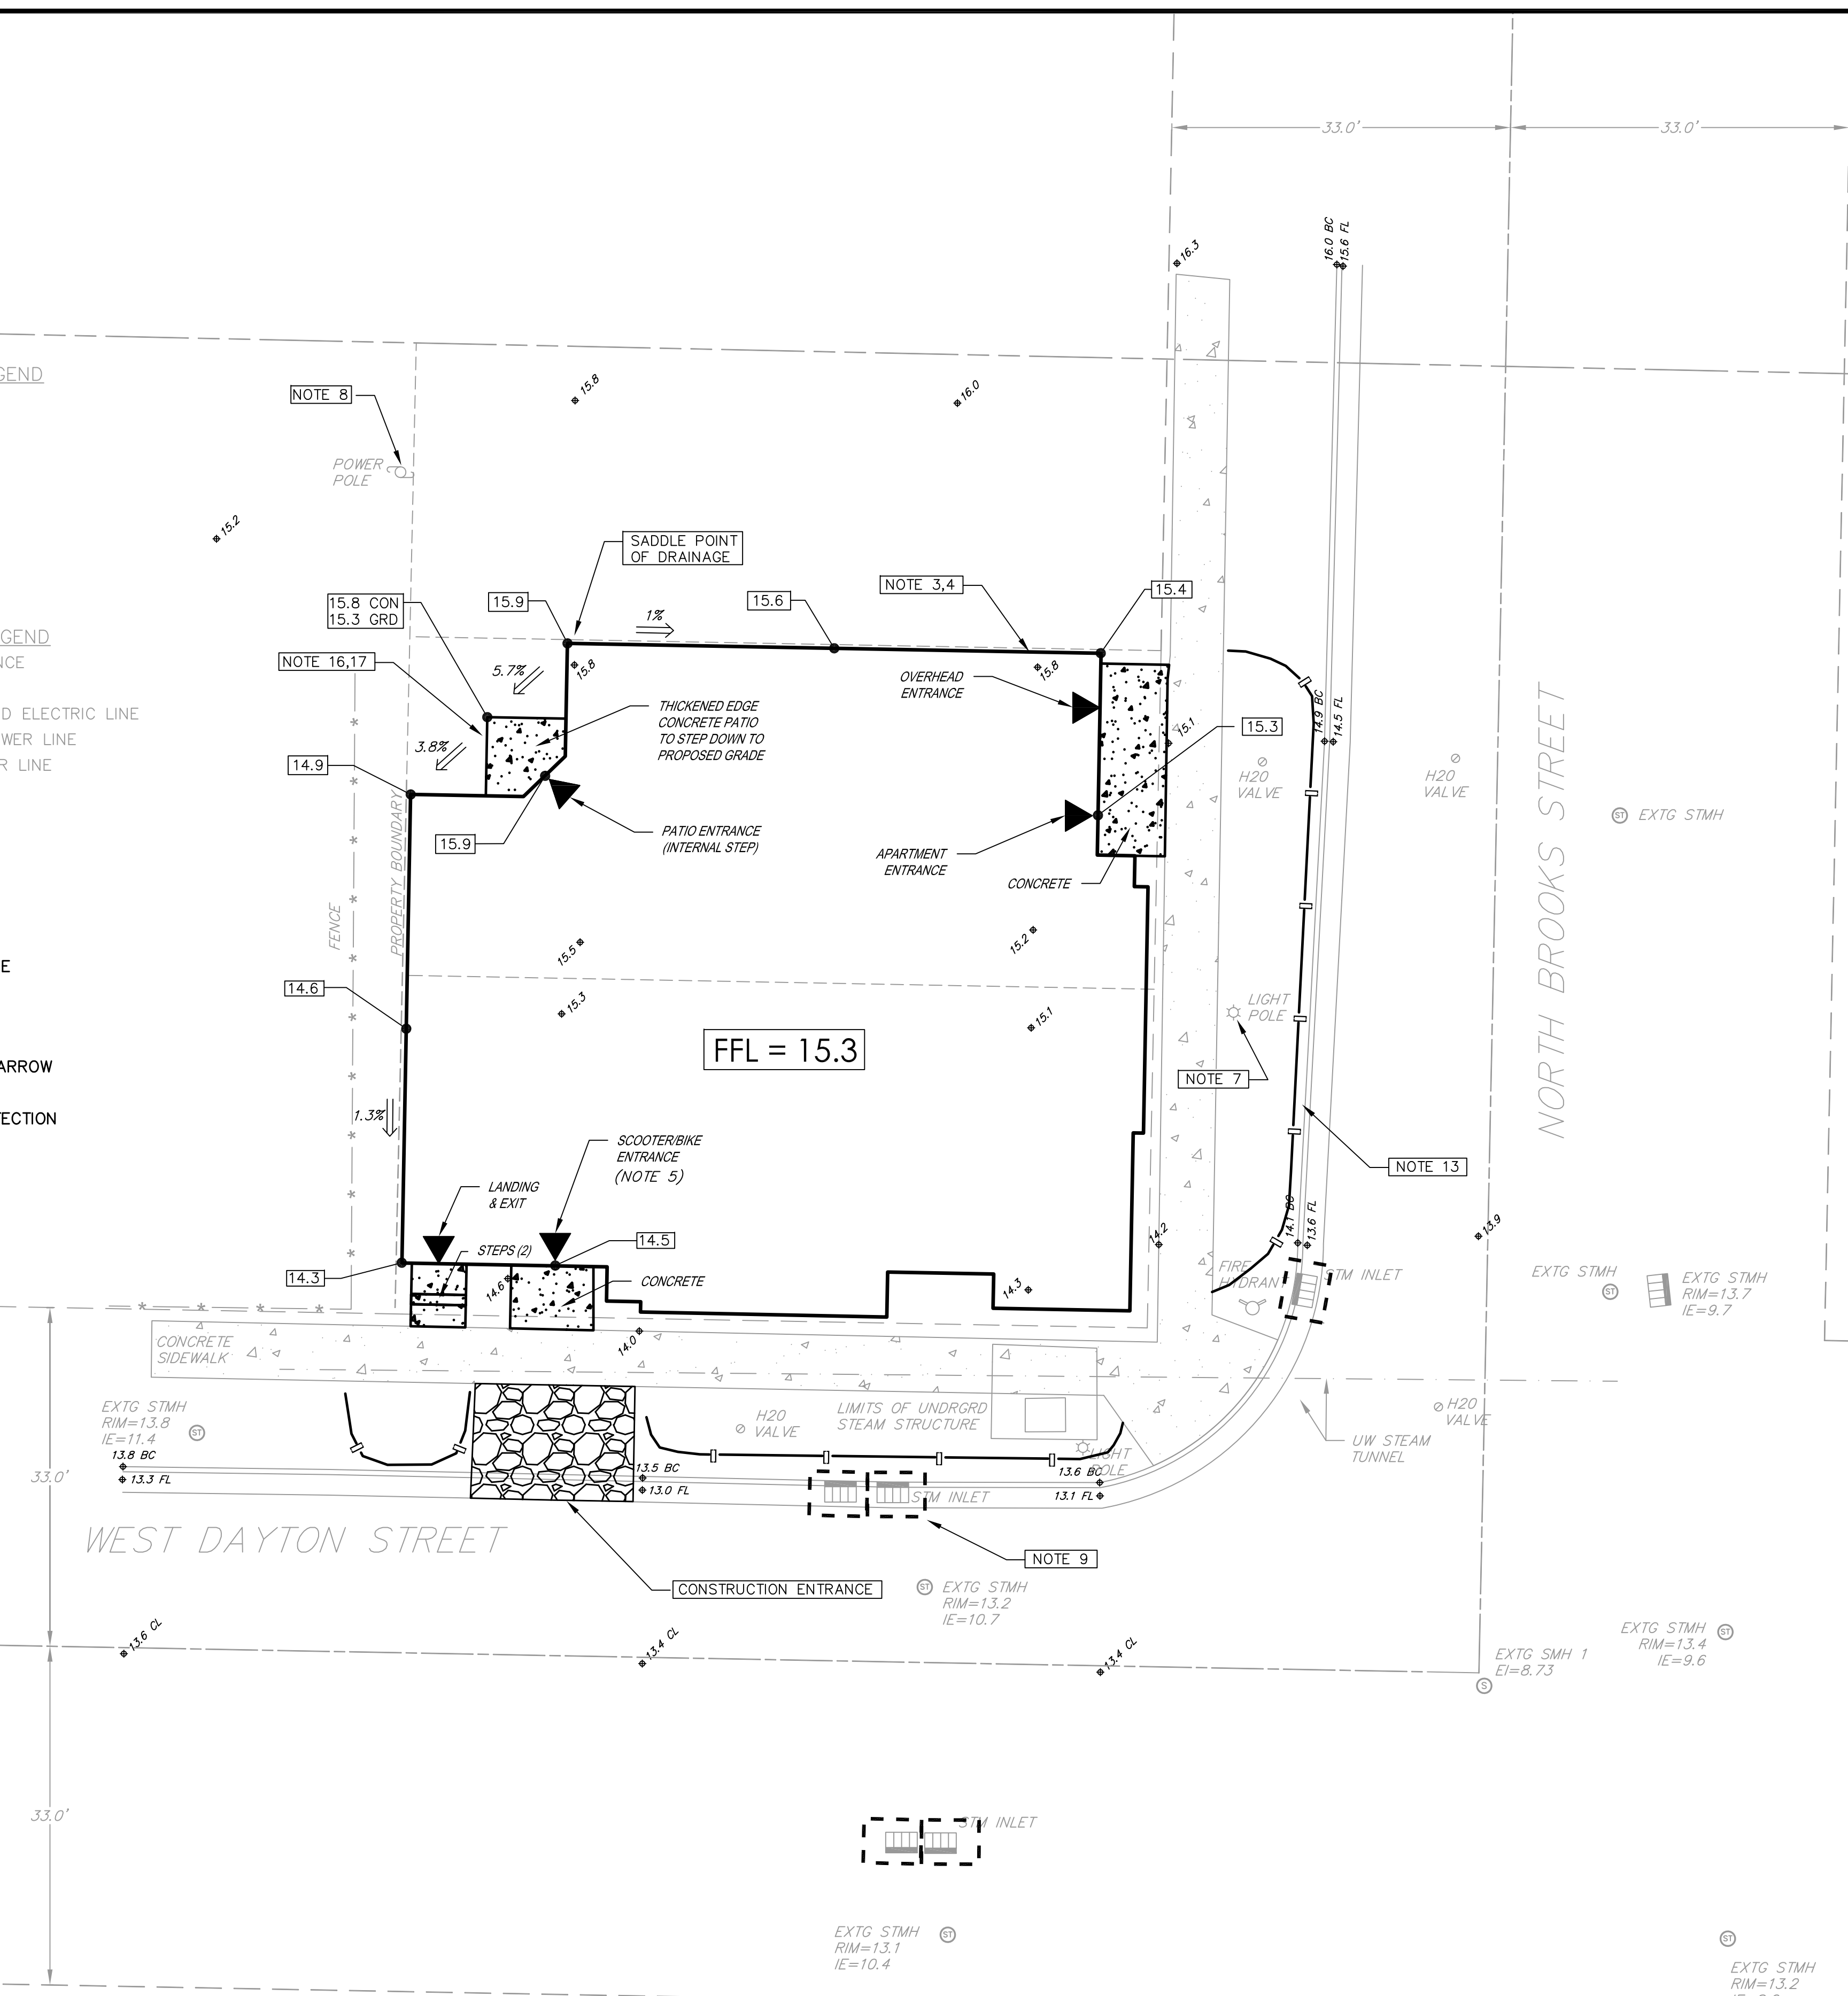 33.0'
33.0'
16.3
16.0 BC
15.6 FL
GEND
NOTE 8
15.8
16.0
POWER
POLE
15.2
SADDLE POINT
OF DRAINAGE
NOTE 3,4
15.4
15.8 CON
15.3 GRD
15.9
15.6
1%
GEND
NCE
NOTE 16,17
5.7%
15.8
15.8
OVERHEAD
ENTRANCE
D ELECTRIC LINE
WER LINE
R LINE
THICKENED EDGE
CONCRETE PATIO
TO STEP DOWN TO
PROPOSED GRADE
15.1
15.3
14.9 BC
14.5 FL
3.8%
14.9
H20
VALVE
H20
VALVE
EXTG STMH
NORTH BROOKS STREET
PROPERTY BOUNDARY
15.9
PATIO ENTRANCE
(INTERNAL STEP)
APARTMENT
ENTRANCE
CONCRETE
FENCE
E
15.5
15.2
14.6
15.3
15.1
LIGHT
POLE
FFL = 15.3
ARROW
NOTE 7
TECTION
1.3%
SCOOTER/BIKE
ENTRANCE
(NOTE 5)
NOTE 13
LANDING
& EXIT
STEPS (2)
14.5
14.2
14.1 BC
13.6 FL
13.9
14.3
14.6
CONCRETE
14.3
FIRE
HYDRANT
STM INLET
EXTG STMH
EXTG STMH
RIM=13.7
IE=9.7
CONCRETE
SIDEWALK
14.0
EXTG STMH
RIM=13.8
IE=11.4
H20
VALVE
LIMITS OF UNDRGRD
STEAM STRUCTURE
H20
VALVE
UW STEAM
TUNNEL
LIGHT
POLE
13.8 BC
13.3 FL
33.0'
13.5 BC
13.0 FL
13.6 BC
13.1 FL
STM INLET
WEST DAYTON STREET
NOTE 9
CONSTRUCTION ENTRANCE
EXTG STMH
RIM=13.2
IE=10.7
13.6 CL
13.4 CL
13.4 CL
EXTG SMH 1
EI=8.73
EXTG STMH
RIM=13.4
IE=9.6
33.0'
STM INLET
EXTG STMH
RIM=13.1
IE=10.4
EXTG STMH
RIM=13.2